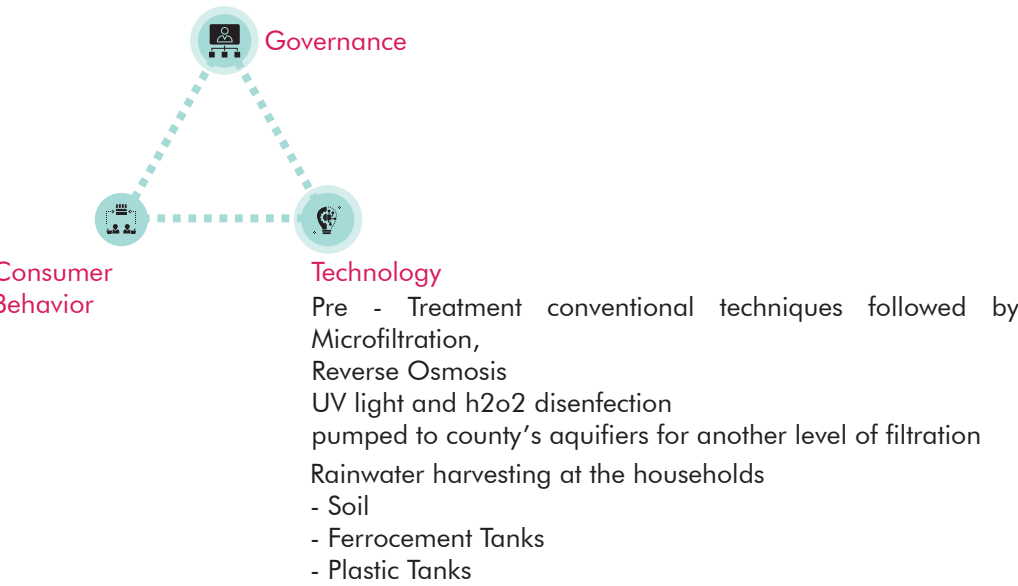 Governance
Consumer
Behavior
Technology
Pre - Treatment conventional techniques followed by
Microfiltration,
Reverse Osmosis
UV light and h2o2 disenfection
pumped to county’s aquifiers for another level of filtration
Rainwater harvesting at the households
- Soil
- Ferrocement Tanks
- Plastic Tanks